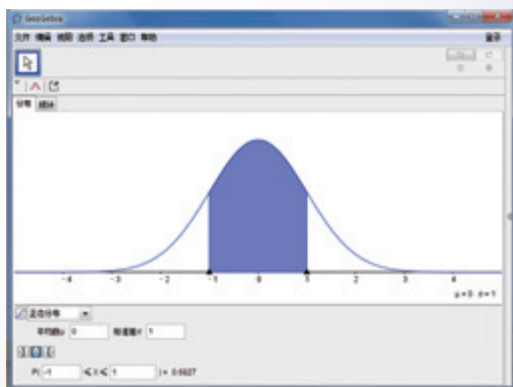 GeoGebra
文件 编辑 视图 选项 工具 窗口 帮助 登录
分布 统计
-4 -3 -2 -1 0 1 2 3 4
μ=0 σ=1
正态分布
平均数μ 0 标准差σ 1
P( -1 ≤ X ≤ 1 ) = 0.6827